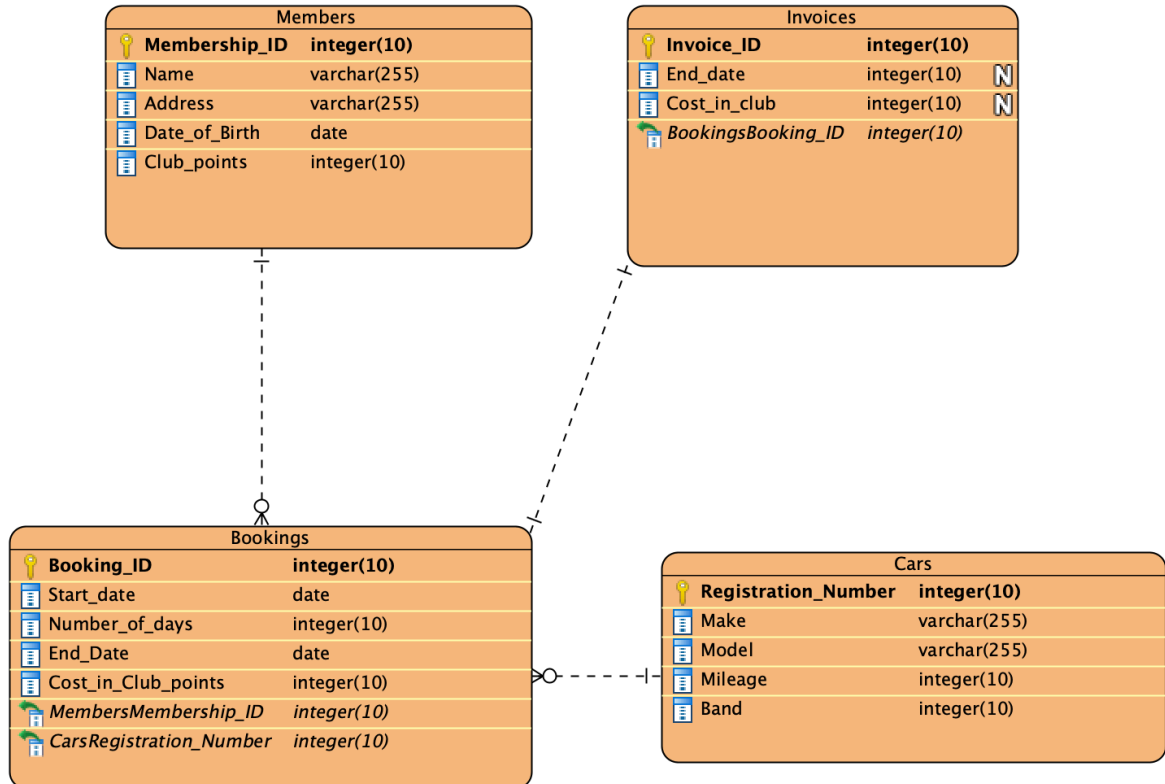 Members
Membership_ID integer(10)
Name varchar(255)
Address varchar(255)
Date_of_Birth date
Club_points integer(10)
Invoices
Invoice_ID integer(10)
End_date integer(10) N
Cost_in_club integer(10) N
BookingsBooking_ID integer(10)
Bookings
Booking_ID integer(10)
Start_date date
Number_of_days integer(10)
End_Date date
Cost_in_Club_points integer(10)
MembersMembership_ID integer(10)
CarsRegistration_Number integer(10)
Cars
Registration_Number integer(10)
Make varchar(255)
Model varchar(255)
Mileage integer(10)
Band integer(10)